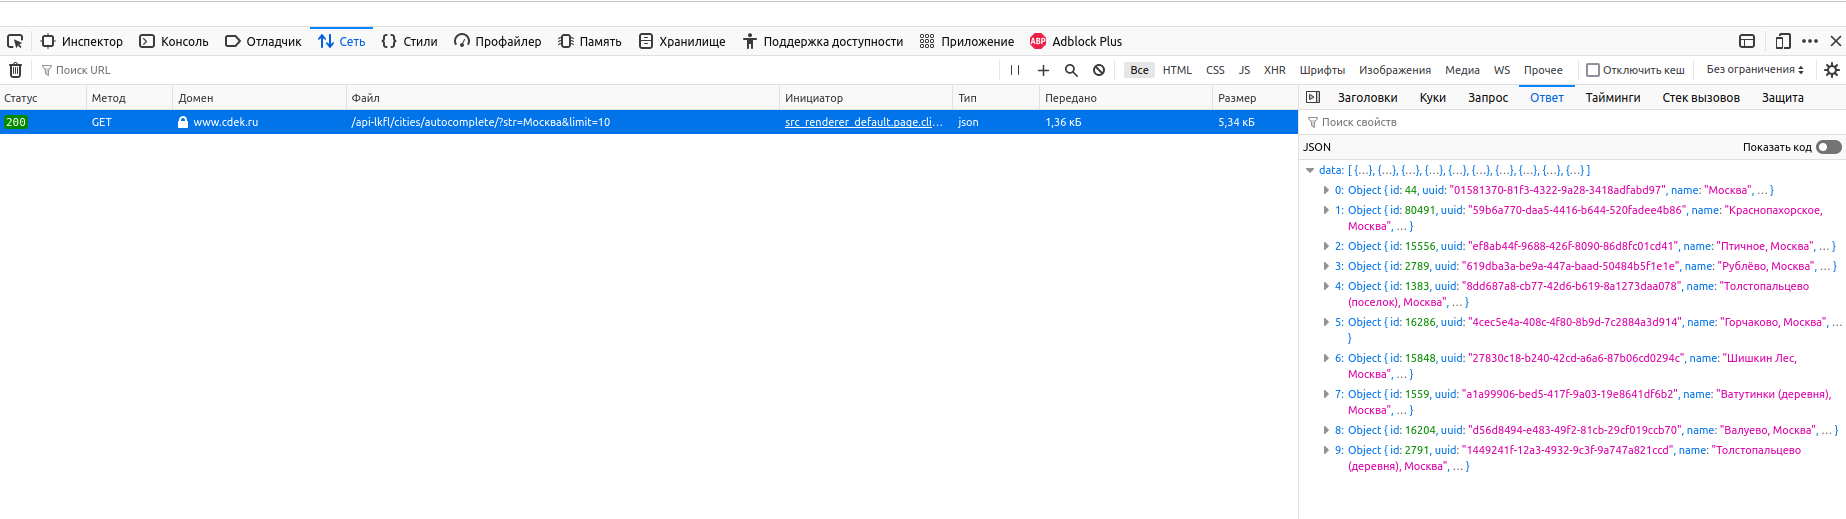 Инспектор Консоль Отладчик Сеть Стили Профайлер Память Хранилище Поддержка доступности Приложение ABP Adblock Plus
Поиск URL Все HTML CSS JS XHR Шрифты Изображения Медиа WS Прочее Отключить кеш Без ограничения
Статус Метод Домен Файл Инициатор Тип Передано Размер
200 GET www.cdek.ru /api-lkfl/cities/autocomplete/?str=Москва&limit=10 src_renderer_default.page.cli… json 1,36 кБ 5,34 кБ
Заголовки Куки Запрос Ответ Тайминги Стек вызовов Защита
Поиск свойств
JSON Показать код
data: [ {…}, {…}, {…}, {…}, {…}, {…}, {…}, {…}, {…}, {…} ]
0: Object { id: 44, uuid: "01581370-81f3-4322-9a28-3418adfabd97", name: "Москва", … }
1: Object { id: 80491, uuid: "59b6a770-daa5-4416-b644-520fadee4b86", name: "Краснопахорское,
Москва", … }
2: Object { id: 15556, uuid: "ef8ab44f-9688-426f-8090-86d8fc01cd41", name: "Птичное, Москва", … }
3: Object { id: 2789, uuid: "619dba3a-be9a-447a-baad-50484b5f1e1e", name: "Рублёво, Москва", … }
4: Object { id: 1383, uuid: "8dd687a8-cb77-42d6-b619-8a1273daa078", name: "Толстопальцево
(поселок), Москва", … }
5: Object { id: 16286, uuid: "4cec5e4a-408c-4f80-8b9d-7c2884a3d914", name: "Горчаково, Москва", …
}
6: Object { id: 15848, uuid: "27830c18-b240-42cd-a6a6-87b06cd0294c", name: "Шишкин Лес,
Москва", … }
7: Object { id: 1559, uuid: "a1a99906-bed5-417f-9a03-19e8641df6b2", name: "Ватутинки (деревня),
Москва", … }
8: Object { id: 16204, uuid: "d56d8494-e483-49f2-81cb-29cf019ccb70", name: "Валуево, Москва", … }
9: Object { id: 2791, uuid: "1449241f-12a3-4932-9c3f-9a747a821ccd", name: "Толстопальцево
(деревня), Москва", … }